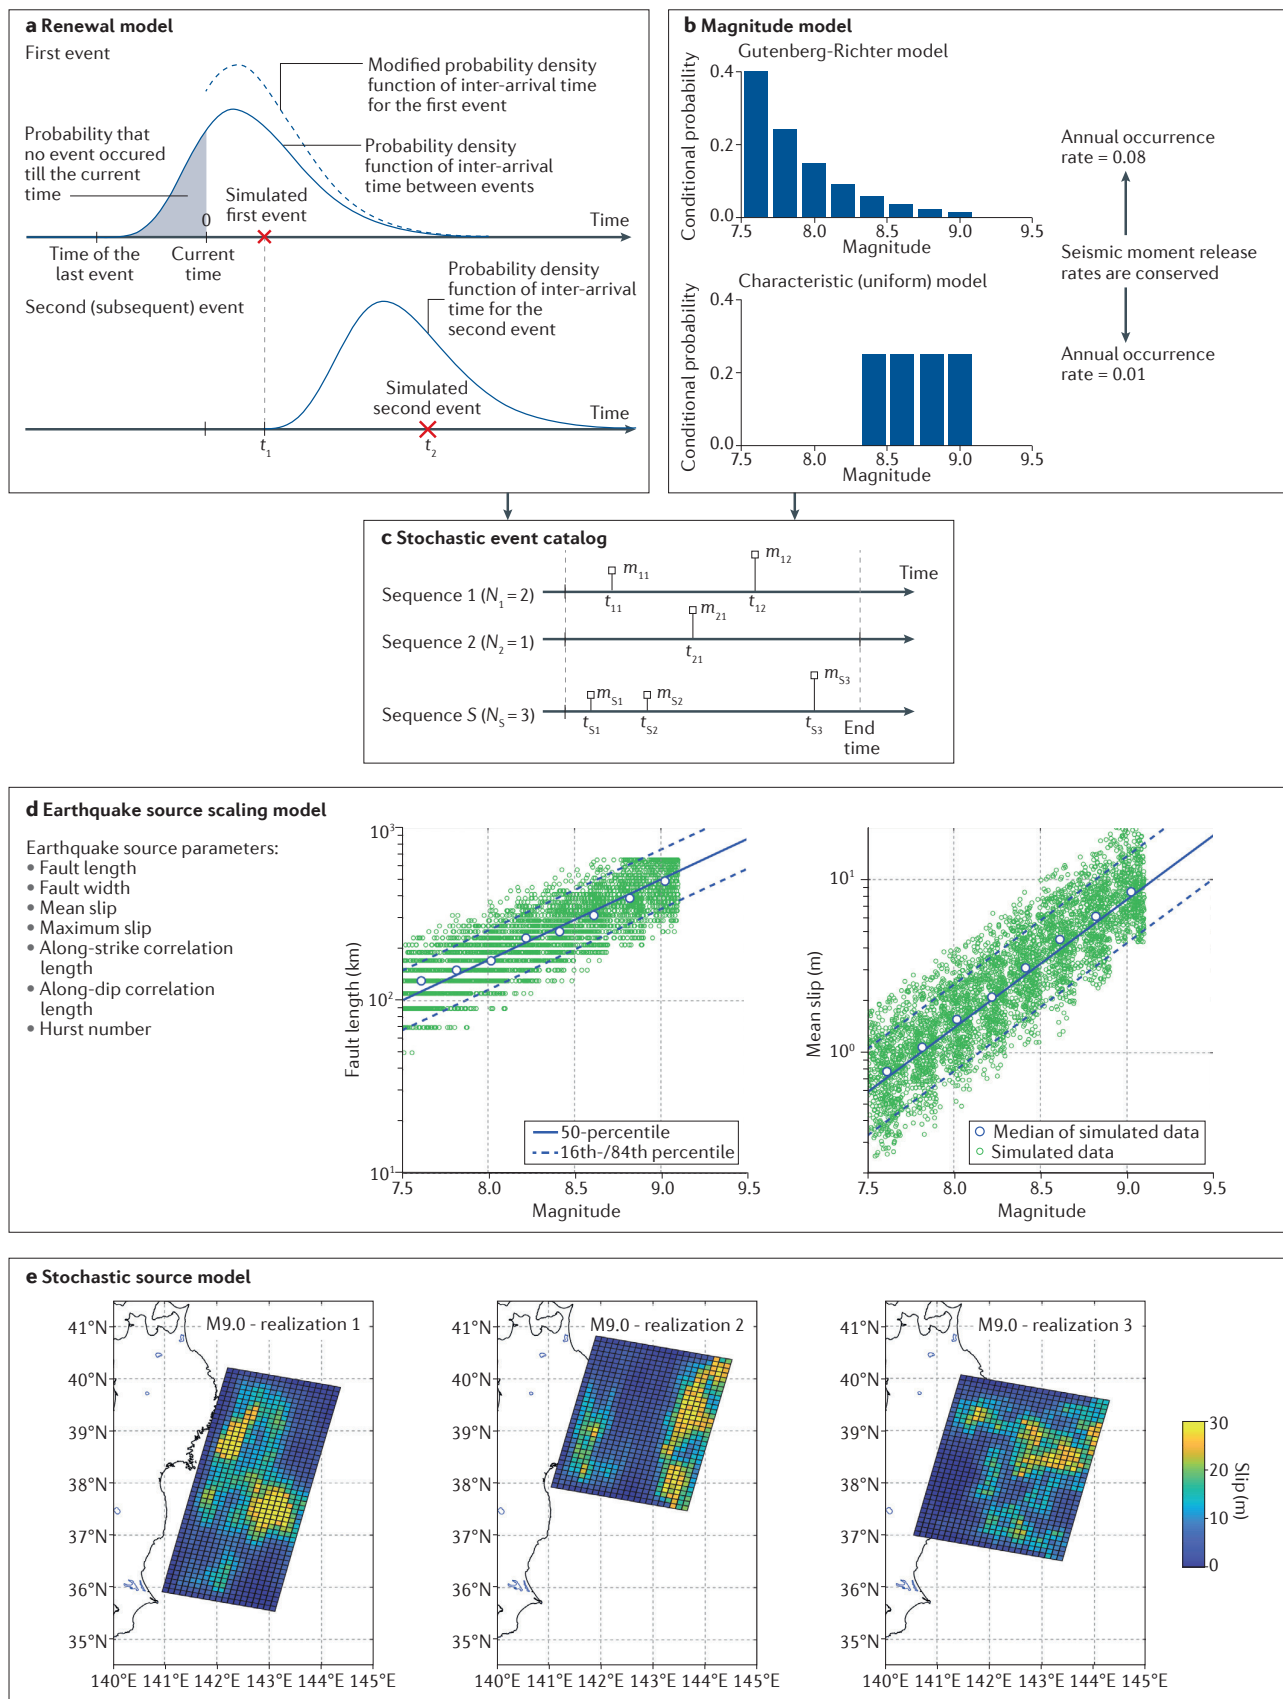 a Renewal model
First event
Modified probability density
function of inter-arrival time
for the first event
Probability that
no event occured
till the current
time
Probability density
function of inter-arrival
time between events
Simulated
first event
0
Time
Time of the
last event
Current
time
Second (subsequent) event
Probability density
function of inter-arrival
time for the
second event
Simulated
second event
Time
t1
t2
b Magnitude model
Gutenberg-Richter model
Conditional probability
0.4
0.2
0.0
7.5 8.0 8.5 9.0 9.5
Magnitude
Characteristic (uniform) model
Conditional probability
0.4
0.2
0.0
7.5 8.0 8.5 9.0 9.5
Magnitude
Annual occurrence
rate = 0.08
Seismic moment release
rates are conserved
Annual occurrence
rate = 0.01
c Stochastic event catalog
Sequence 1 (N1 = 2)
m11
m12
Time
t11
t12
Sequence 2 (N2 = 1)
m21
t21
Sequence S (NS = 3)
mS1
mS2
mS3
tS1
tS2
tS3
End
time
d Earthquake source scaling model
Earthquake source parameters:
• Fault length
• Fault width
• Mean slip
• Maximum slip
• Along-strike correlation
length
• Along-dip correlation
length
• Hurst number
Fault length (km)
10³
10²
10¹
7.5 8.0 8.5 9.0 9.5
Magnitude
50-percentile
16th-/84th percentile
Mean slip (m)
10¹
10⁰
7.5 8.0 8.5 9.0 9.5
Magnitude
Median of simulated data
Simulated data
e Stochastic source model
M9.0 - realization 1
41°N
40°N
39°N
38°N
37°N
36°N
35°N
140°E 141°E 142°E 143°E 144°E 145°E
M9.0 - realization 2
41°N
40°N
39°N
38°N
37°N
36°N
35°N
140°E 141°E 142°E 143°E 144°E 145°E
M9.0 - realization 3
41°N
40°N
39°N
38°N
37°N
36°N
35°N
140°E 141°E 142°E 143°E 144°E 145°E
30
20
10
0
Slip (m)